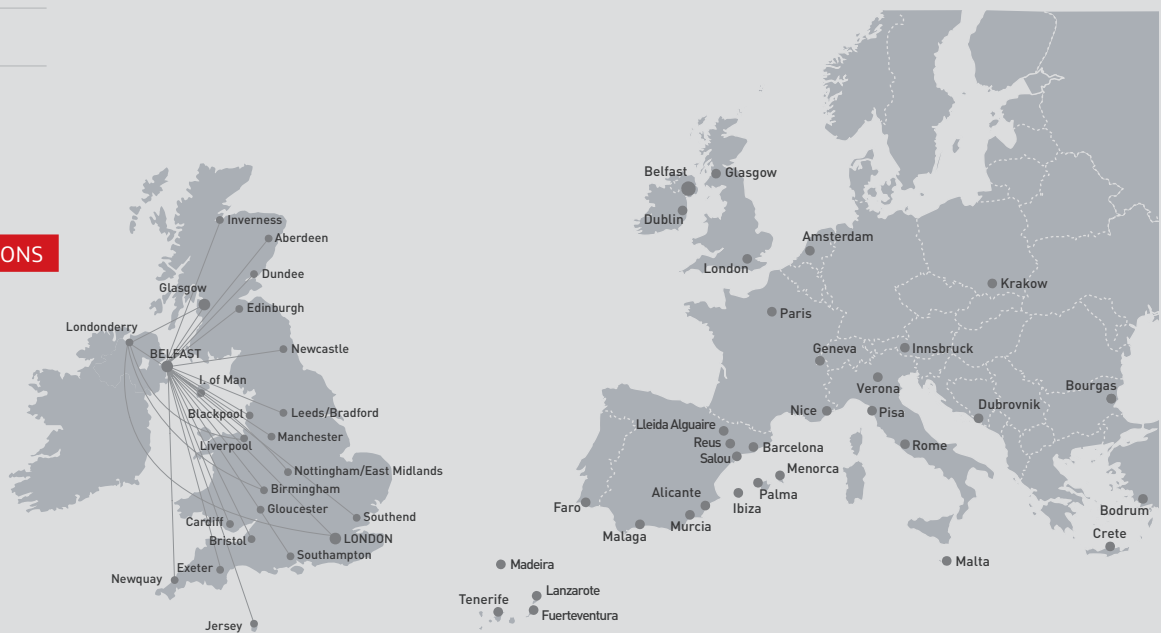 ONS
Inverness
Aberdeen
Dundee
Glasgow
Edinburgh
Londonderry
BELFAST
Newcastle
I. of Man
Blackpool
Leeds/Bradford
Manchester
Liverpool
Nottingham/East Midlands
Birmingham
Gloucester
Cardiff
Southend
Bristol
LONDON
Southampton
Exeter
Newquay
Jersey
Belfast
Glasgow
Dublin
Amsterdam
London
Krakow
Paris
Geneva
Innsbruck
Verona
Bourgas
Nice
Pisa
Dubrovnik
Lleida Alguaire
Reus
Barcelona
Rome
Salou
Menorca
Alicante
Palma
Faro
Ibiza
Bodrum
Murcia
Malaga
Crete
Malta
Madeira
Tenerife
Lanzarote
Fuerteventura